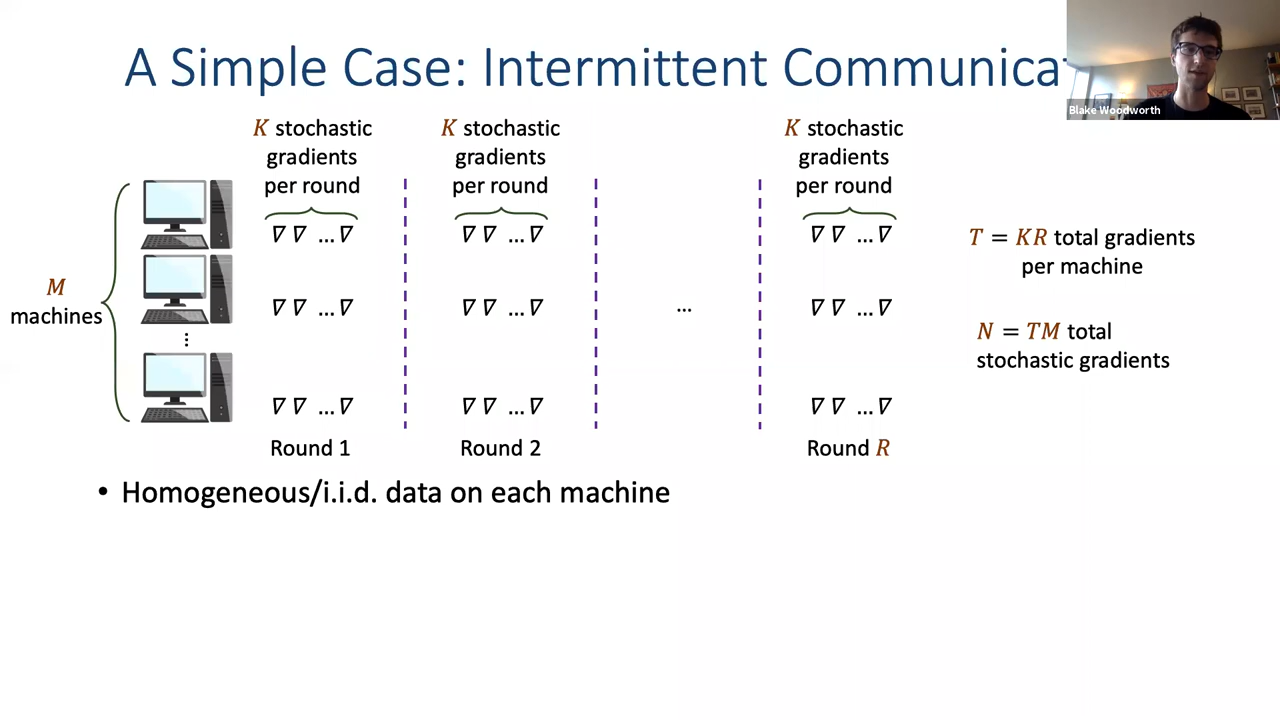 A Simple Case: Intermittent
Blake Woodworth
K stochastic
gradients
per round
K stochastic
gradients
per round
K stochastic
gradients
per round
M
machines
∇ ∇ ...∇
∇ ∇ ...∇
∇ ∇ ...∇
∇ ∇ ...∇
∇ ∇ ...∇
...
∇ ∇ ...∇
⋮
∇ ∇ ...∇
∇ ∇ ...∇
∇ ∇ ...∇
Round 1
Round 2
Round R
T = KR total gradients
per machine
N = TM total
stochastic gradients
• Homogeneous/i.i.d. data on each machine